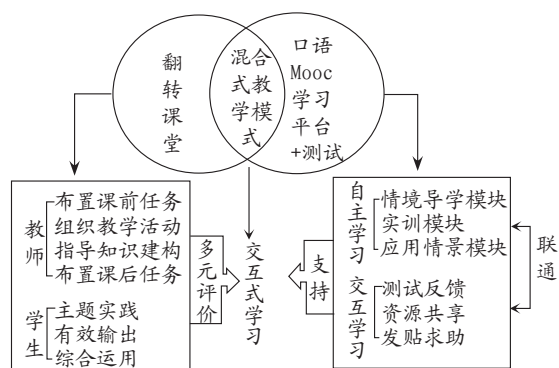 翻转课堂
混合式教学模式
口语
Mooc
学习
平台
+测试
教师
布置课前任务
组织教学活动
指导知识建构
布置课后任务
学生
主题实践
有效输出
综合运用
多元评价
交互式学习
支持
自主学习
情境导学模块
实训模块
应用情景模块
交互学习
测试反馈
资源共享
发贴求助
联通